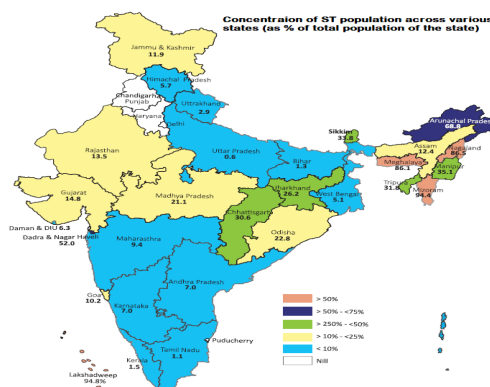 Concentraion of ST population across various
states (as % of total population of the state)
Jammu & Kashmir
11.9
Himachal Pradesh
5.7
Chandigarh
Punjab
Uttrakhand
2.9
Haryana
Delhi
Rajasthan
13.5
Uttar Pradesh
0.6
Bihar
1.3
Sikkim
33.8
Arunachal Prade
68.8
Assam
12.4
Nagaland
86.5
Meghalaya
86.1
Manipur
35.1
Tripura
31.8
Mizoram
94.4
Gujarat
14.8
Madhya Pradesh
21.1
Jharkhand
26.2
West Bengal
5.1
Chhattisgarh
30.6
Odisha
22.8
Daman & DIU 6.3
Dadra & Nagar Haveli
52.0
Maharasthra
9.4
Andhra Pradesh
7.0
Goa
10.2
Karnataka
7.0
Puducherry
Tamil Nadu
1.1
Kerala
1.5
Lakshadweep
94.8%
> 50%
> 50% - <75%
> 250% - <50%
> 10% - <25%
< 10%
Nill